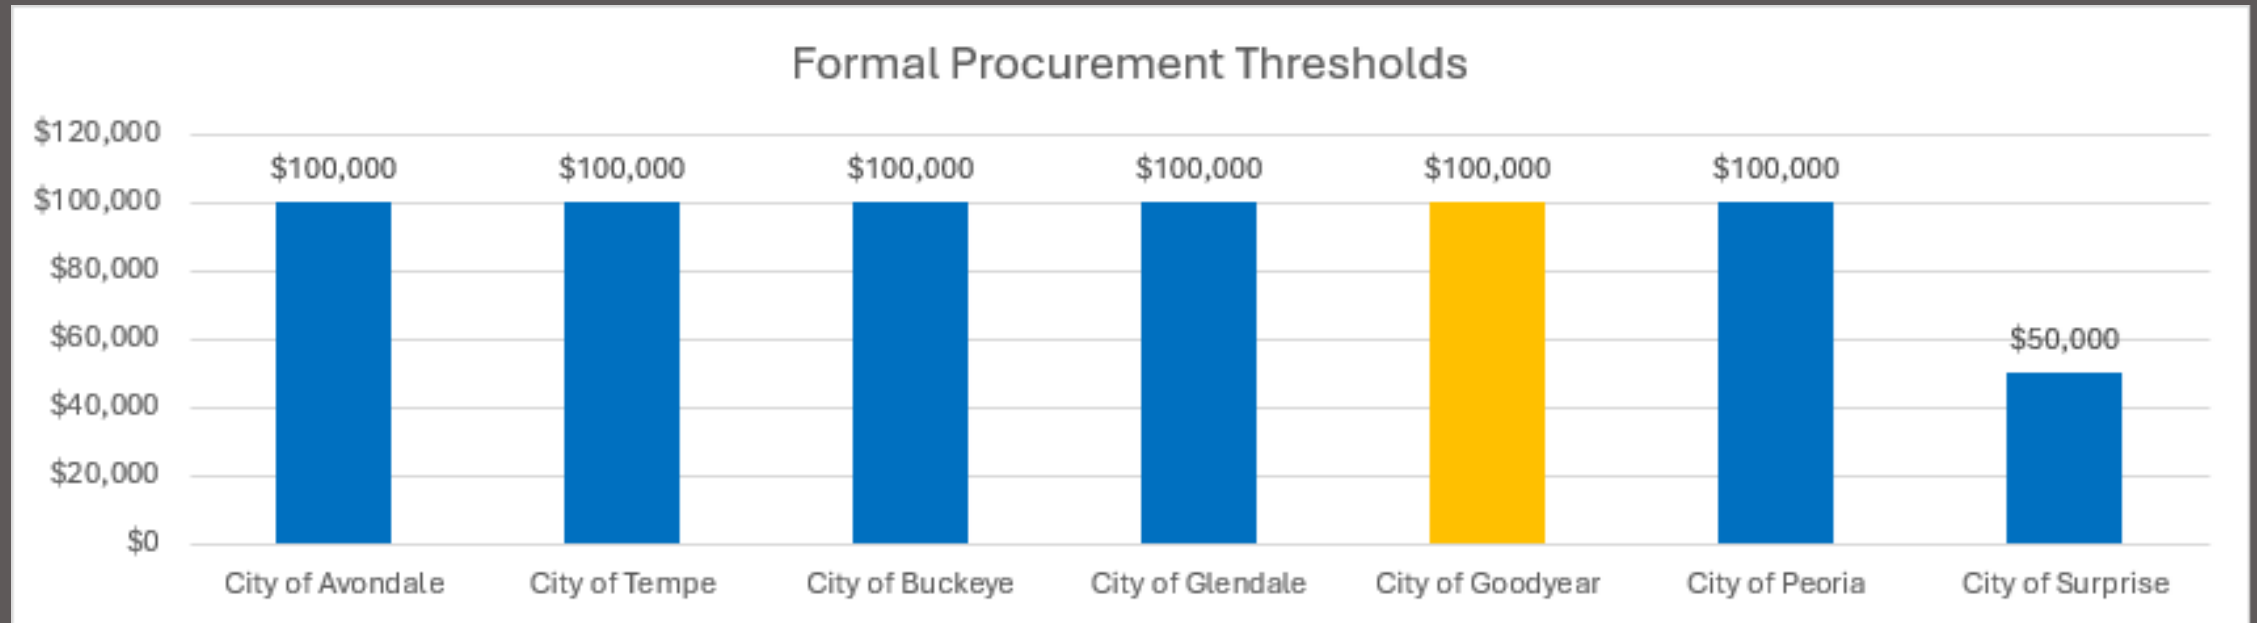 Formal Procurement Thresholds
$120,000
$100,000 $100,000 $100,000 $100,000 $100,000 $100,000
$100,000
$80,000
$60,000
$50,000
$40,000
$20,000
$0
City of Avondale City of Tempe City of Buckeye City of Glendale City of Goodyear City of Peoria City of Surprise